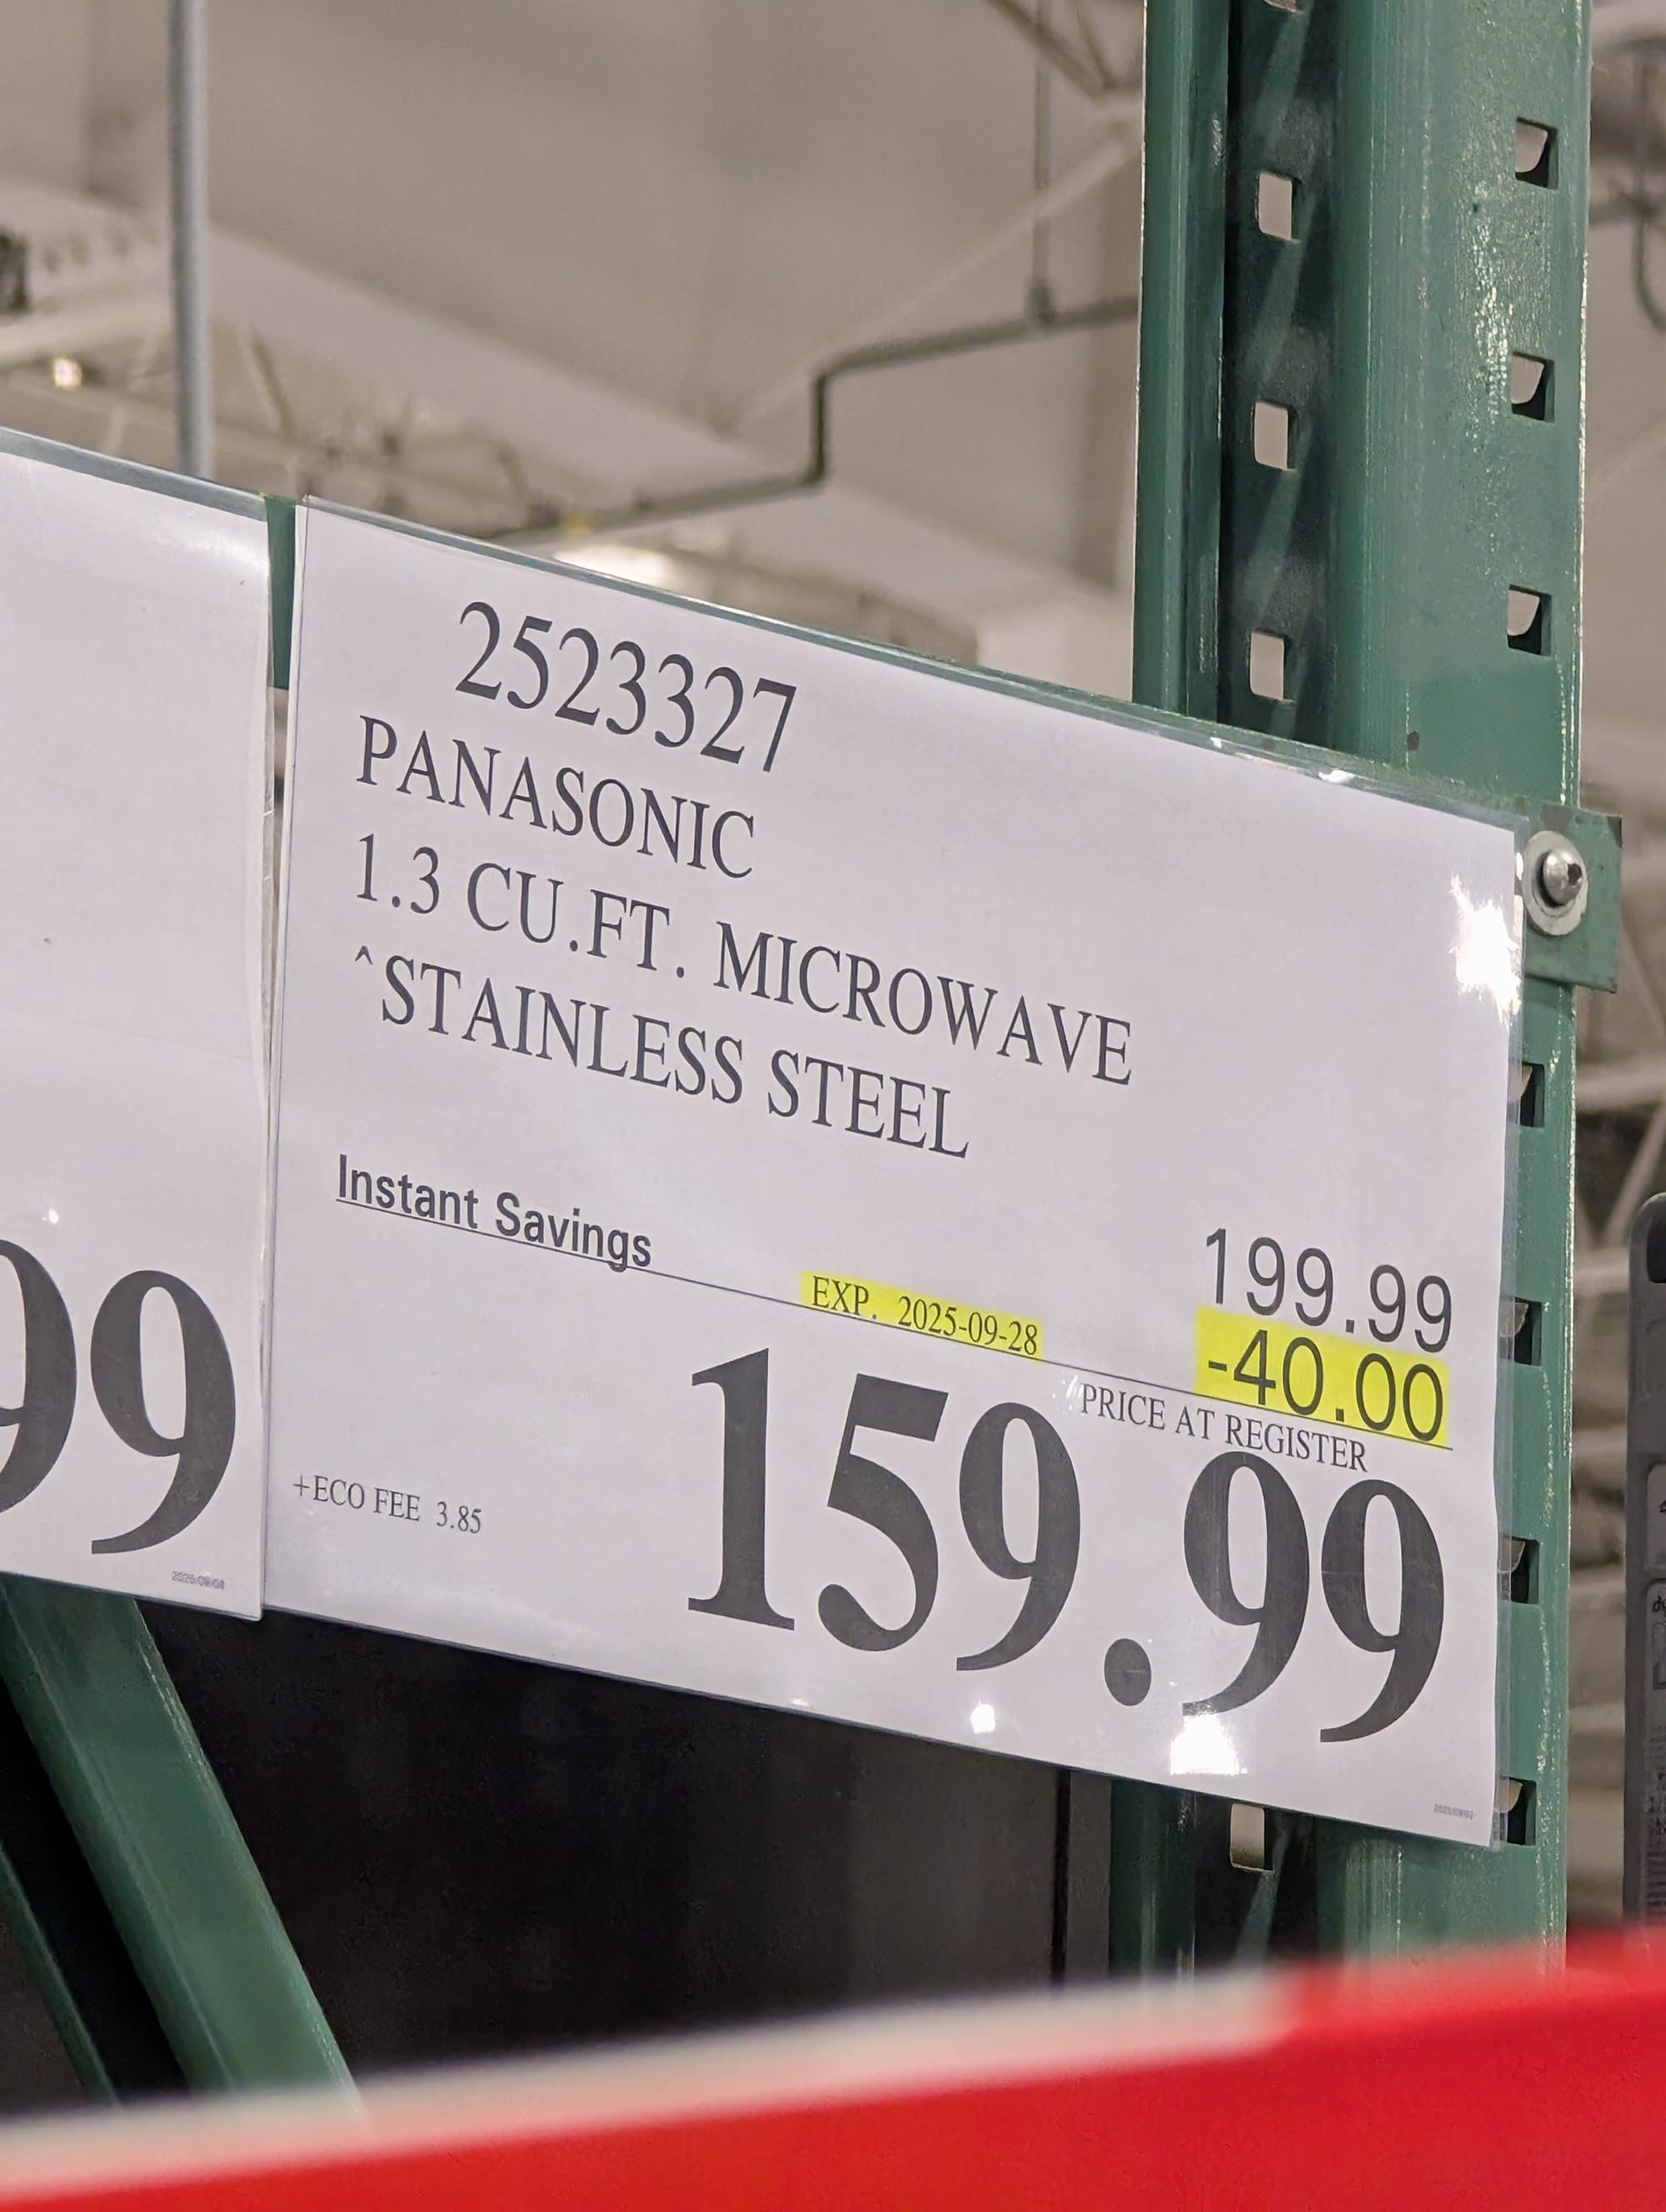 2523327
PANASONIC
1.3 CU.FT. MICROWAVE
^STAINLESS STEEL
199.99
Instant Savings
EXP. 2025-09-28
-40.00
PRICE AT REGISTER
159.99
+ECO FEE 3.85
99